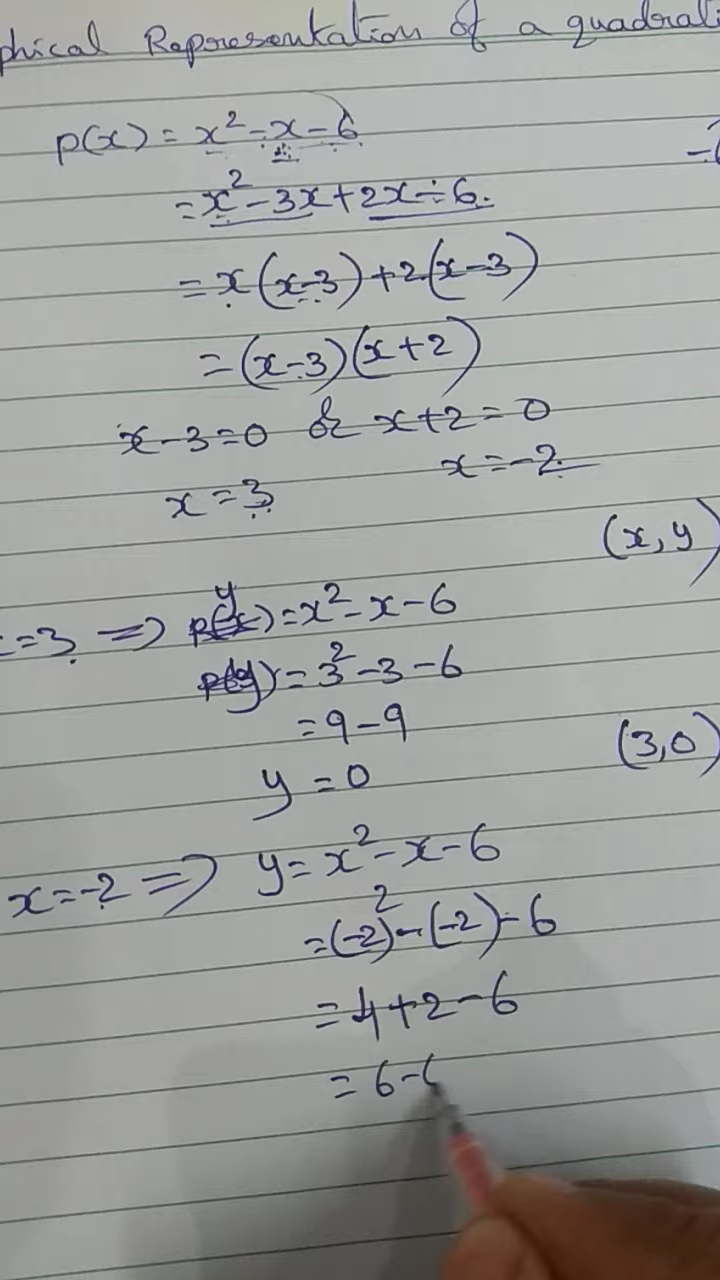 phical Representation of a quadrati
p(x) = x² - x - 6
= x² - 3x + 2x - 6
= x(x-3) + 2(x-3)
= (x-3)(x+2)
x-3=0 & x+2=0
x=3 x=-2
(x, y)
=3 ⇒ y = x² - x - 6
= 3² - 3 - 6
= 9 - 9
(3,0)
y = 0
x=-2 ⇒ y = x² - x - 6
= (-2)² - (-2) - 6
= 4 + 2 - 6
= 6 -